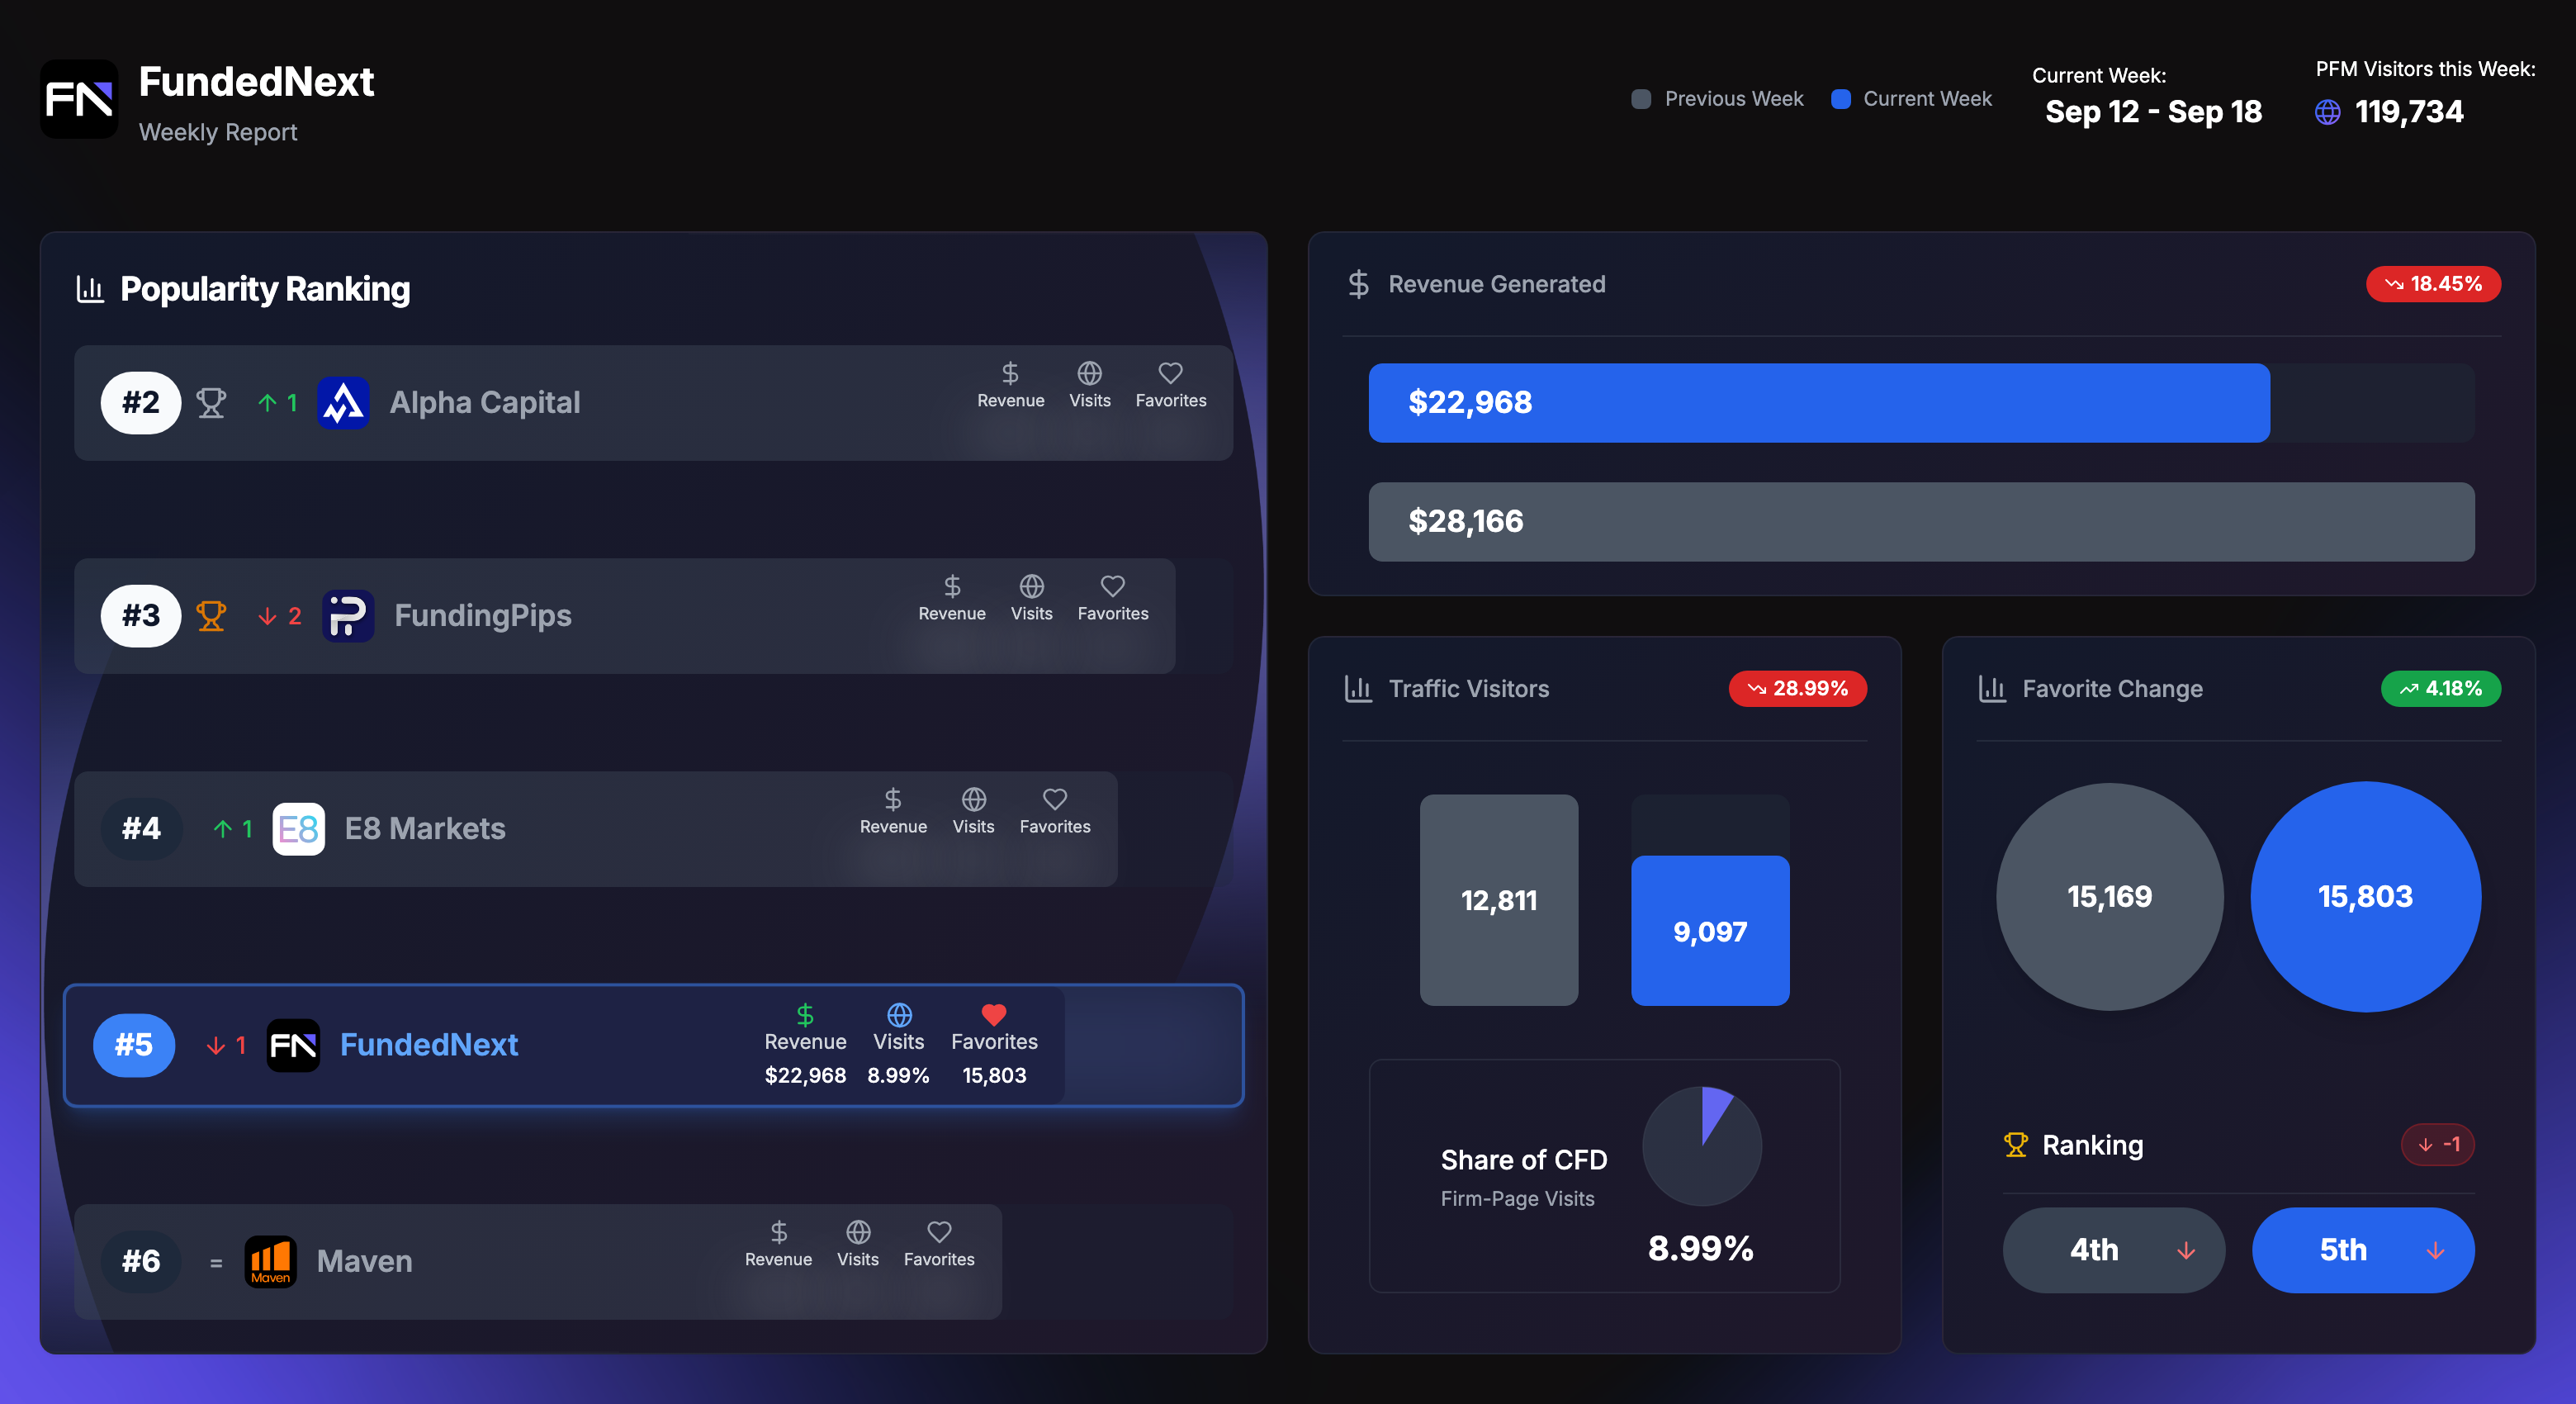 FN
FundedNext
Weekly Report
Previous Week
Current Week
Current Week:
Sep 12 - Sep 18
PFM Visitors this Week:
119,734
Popularity Ranking
#2
1
Alpha Capital
Revenue
Visits
Favorites
#3
2
FundingPips
Revenue
Visits
Favorites
#4
1
E8
E8 Markets
Revenue
Visits
Favorites
#5
1
FN
FundedNext
Revenue
Visits
Favorites
$22,968
8.99%
15,803
#6
=
Maven
Maven
Revenue
Visits
Favorites
Revenue Generated
18.45%
$22,968
$28,166
Traffic Visitors
28.99%
12,811
9,097
Share of CFD
Firm-Page Visits
8.99%
Favorite Change
4.18%
15,169
15,803
Ranking
-1
4th
5th